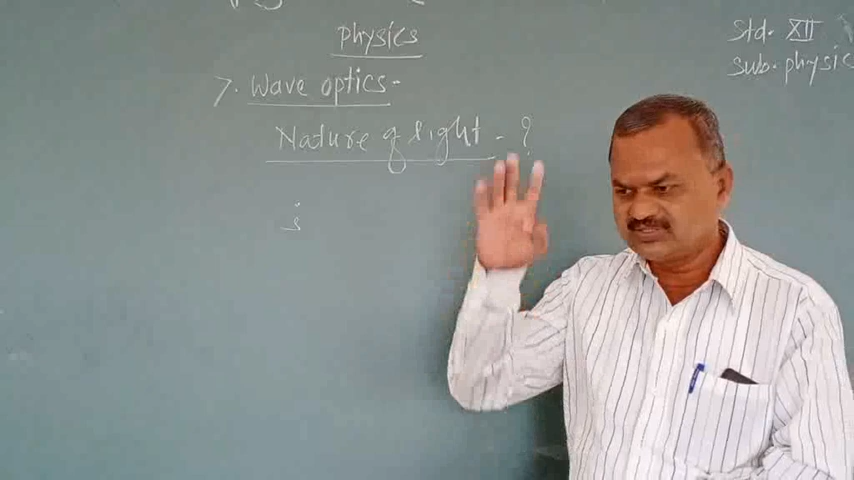 Physics
Std. XII
Sub. physic
7. Wave optics-
Nature of light - ?